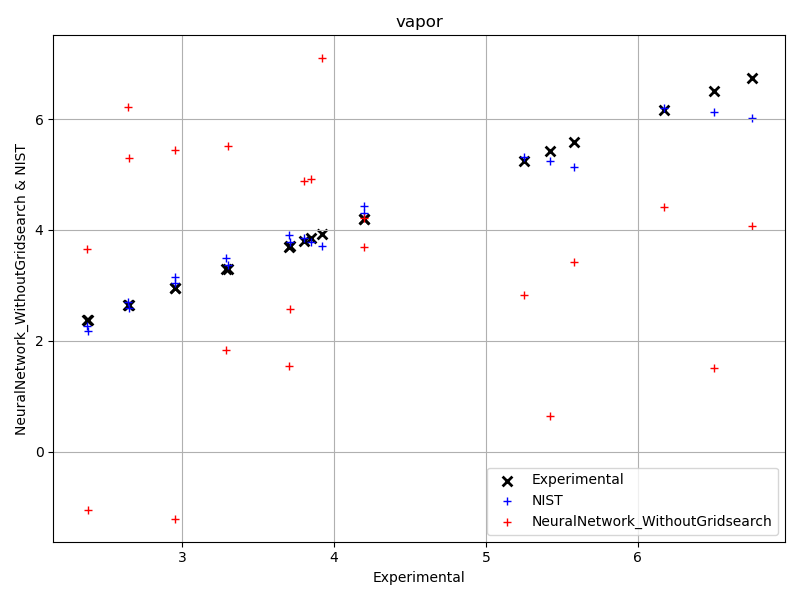 vapor
NeuralNetwork_WithoutGridsearch & NIST
6
4
2
0
3
4
5
6
Experimental
Experimental
NIST
NeuralNetwork_WithoutGridsearch